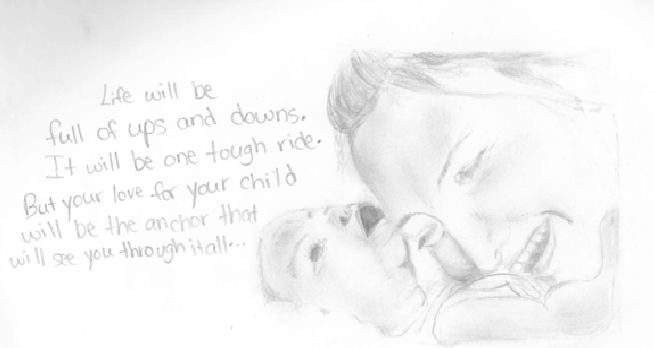 Life will be
full of ups and downs.
It will be one tough ride.
But your love for your child
will be the anchor that
will see you through it all...